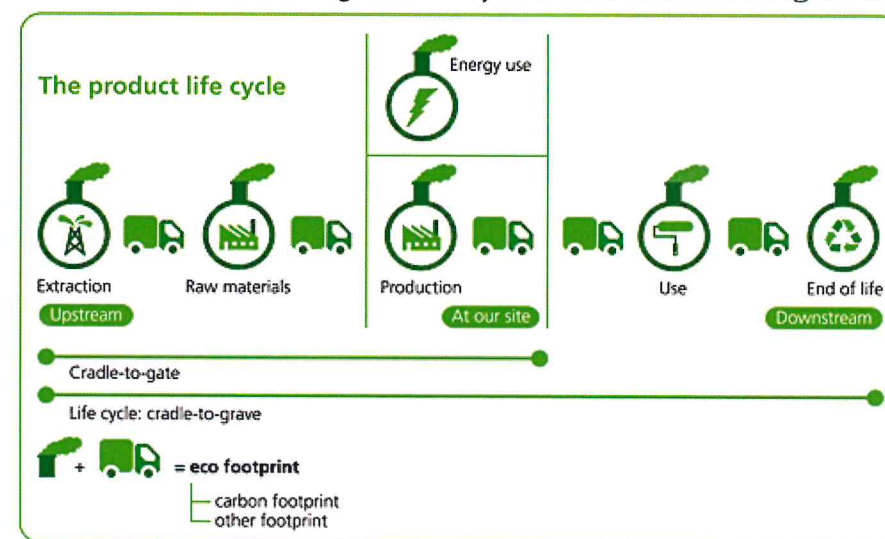 The product life cycle
Energy use
Extraction
Raw materials
Production
Use
End of life
Upstream
At our site
Downstream
Cradle-to-gate
Life cycle: cradle-to-grave
+ = eco footprint
carbon footprint
other footprint